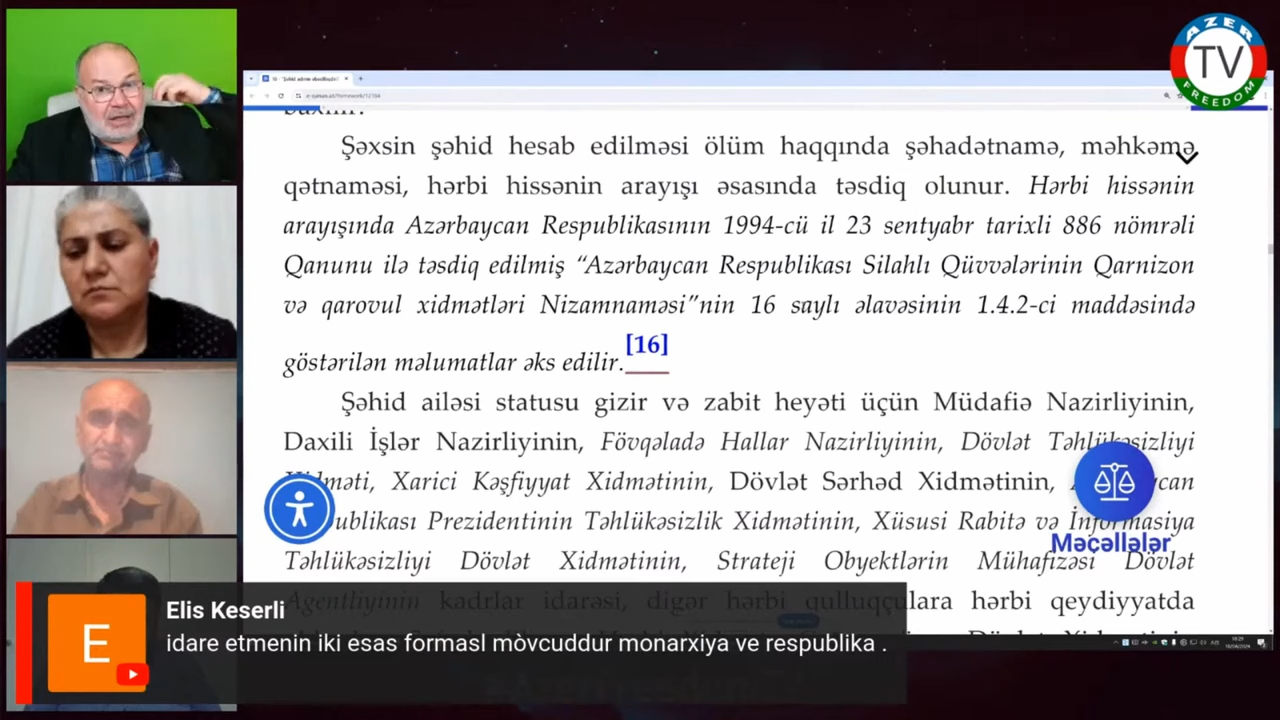 AZER
TV
FREEDOM
Şəxsin şəhid hesab edilməsi ölüm haqqında şəhadətnamə, məhkəmə
qətnaməsi, hərbi hissənin arayışı əsasında təsdiq olunur. Hərbi hissənin
arayışında Azərbaycan Respublikasının 1994-cü il 23 sentyabr tarixli 886 nömrəli
Qanunu ilə təsdiq edilmiş “Azərbaycan Respublikası Silahlı Qüvvələrinin Qarnizon
və qarovul xidmətləri Nizamnaməsi”nin 16 saylı əlavəsinin 1.4.2-ci maddəsində
göstərilən məlumatlar əks edilir.[16]
Şəhid ailəsi statusu gizir və zabit heyəti üçün Müdafiə Nazirliyinin,
Daxili İşlər Nazirliyinin, Fövqəladə Hallar Nazirliyinin, Dövlət Təhlükəsizliyi
Xarici Kəşfiyyat Xidmətinin, Dövlət Sərhəd Xidmətinin,
Prezidentinin Təhlükəsizlik Xidmətinin, Xüsusi Rabitə və İnformasiya
Məcəllələr
Təhlükəsizliyi Dövlət Xidmətinin, Strateji Obyektlərin Mühafizəsi Dövlət
Agentliyinin kadrlar idarəsi, digər hərbi qulluqçulara hərbi qeydiyyatda
E
Elis Keserli
idare etmenin iki esas formasl mòvcuddur monarxiya ve respublika .